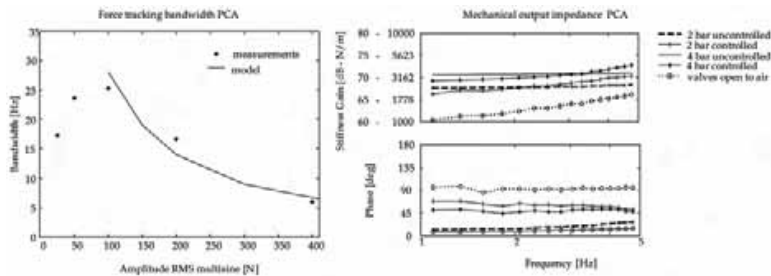 Force tracking bandwidth PCA
35
30
25
20
15
10
5
0
0 50 100 150 200 250 300 350 400
Bandwidth [Hz]
Amplitude RMS multisine [N]
measurements
model
Mechanical output impedance PCA
Stiffness Gain [dB - N/m]
80 - 10000
75 - 5623
70 - 3162
65 - 1778
60 - 1000
Phase [deg]
180
135
90
45
0
1 2 3 5
Frequency [Hz]
2 bar uncontrolled
2 bar controlled
4 bar uncontrolled
4 bar controlled
valves open to air